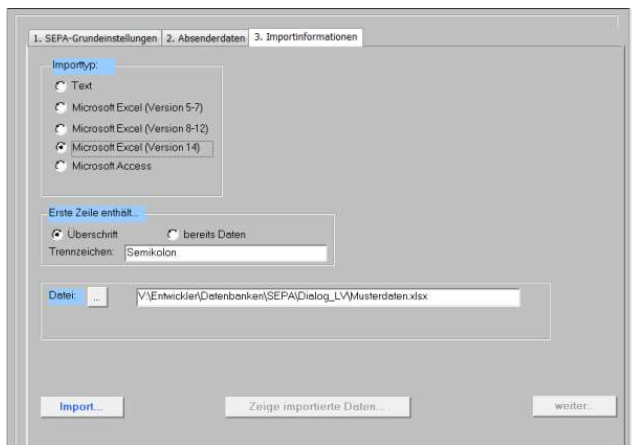 1. SEPA-Grundeinstellungen 2. Absenderdaten 3. Importinformationen
Importtyp:
Text
Microsoft Excel (Version 5-7)
Microsoft Excel (Version 8-12)
Microsoft Excel (Version 14)
Microsoft Access
Erste Zeile enthält...
Überschrift bereits Daten
Trennzeichen: Semikolon
Datei: ... V:\Entwickler\Datenbanken\SEPA\Dialog_LV\Musterdaten.xlsx
Import... Zeige importierte Daten... weiter..